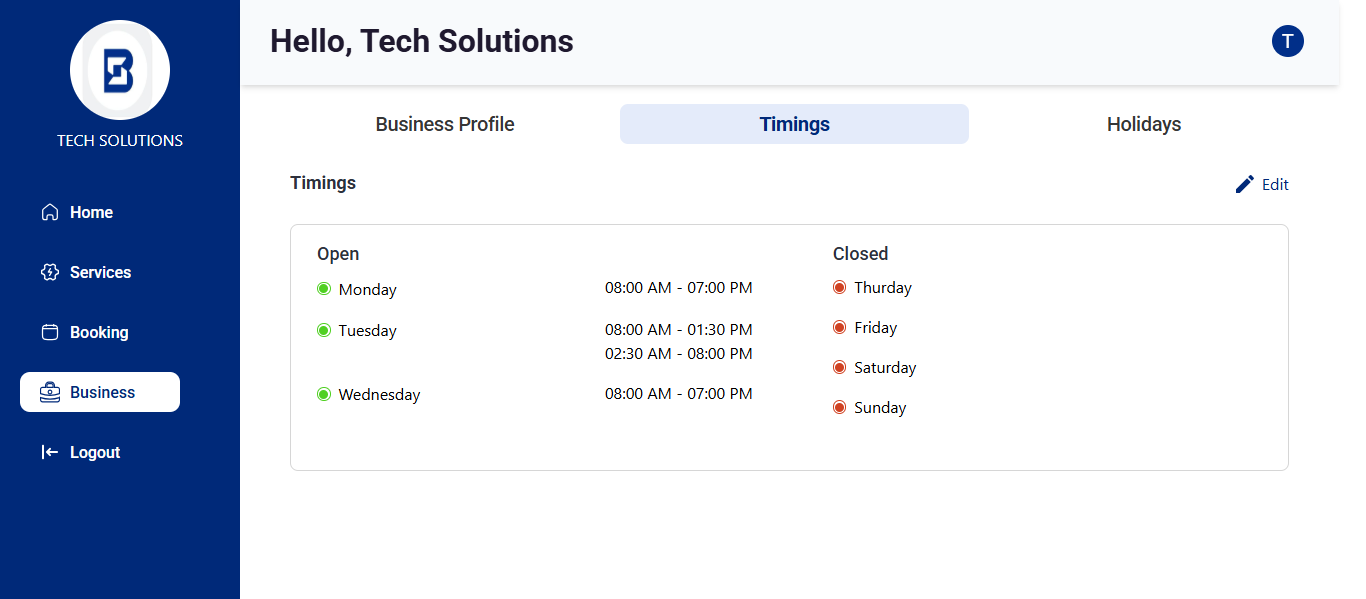 Hello, Tech Solutions
T
TECH SOLUTIONS
Home
Services
Booking
Business
Logout
Business Profile
Timings
Holidays
Timings
Edit
Open
Monday 08:00 AM - 07:00 PM
Tuesday 08:00 AM - 01:30 PM
02:30 AM - 08:00 PM
Wednesday 08:00 AM - 07:00 PM
Closed
Thurday
Friday
Saturday
Sunday